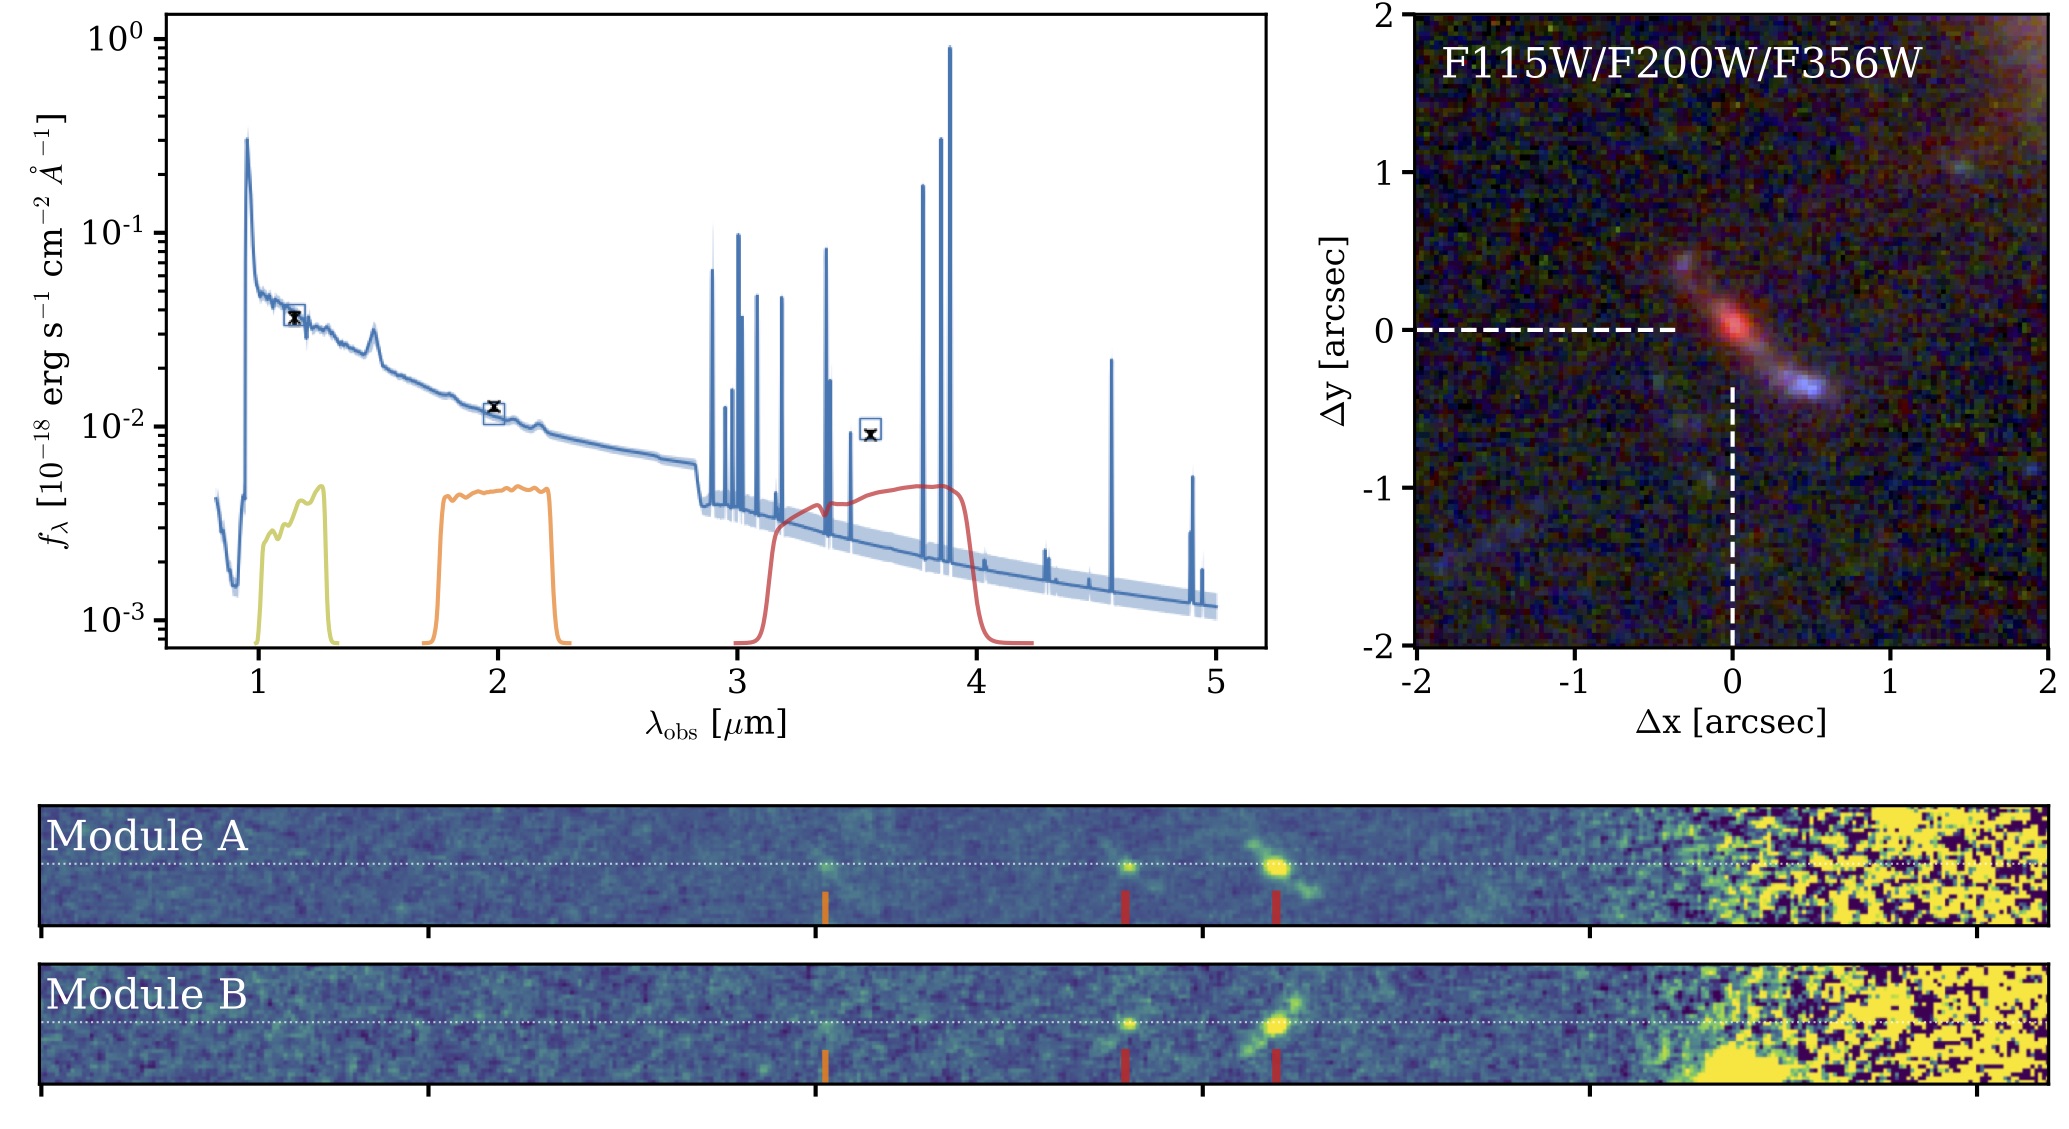 10⁰
10⁻¹
10⁻²
10⁻³
f_λ [10⁻¹⁸ erg s⁻¹ cm⁻² Å⁻¹]
1 2 3 4 5
λ_obs [μm]
F115W/F200W/F356W
2
1
0
-1
-2
Δy [arcsec]
-2 -1 0 1 2
Δx [arcsec]
Module A
Module B